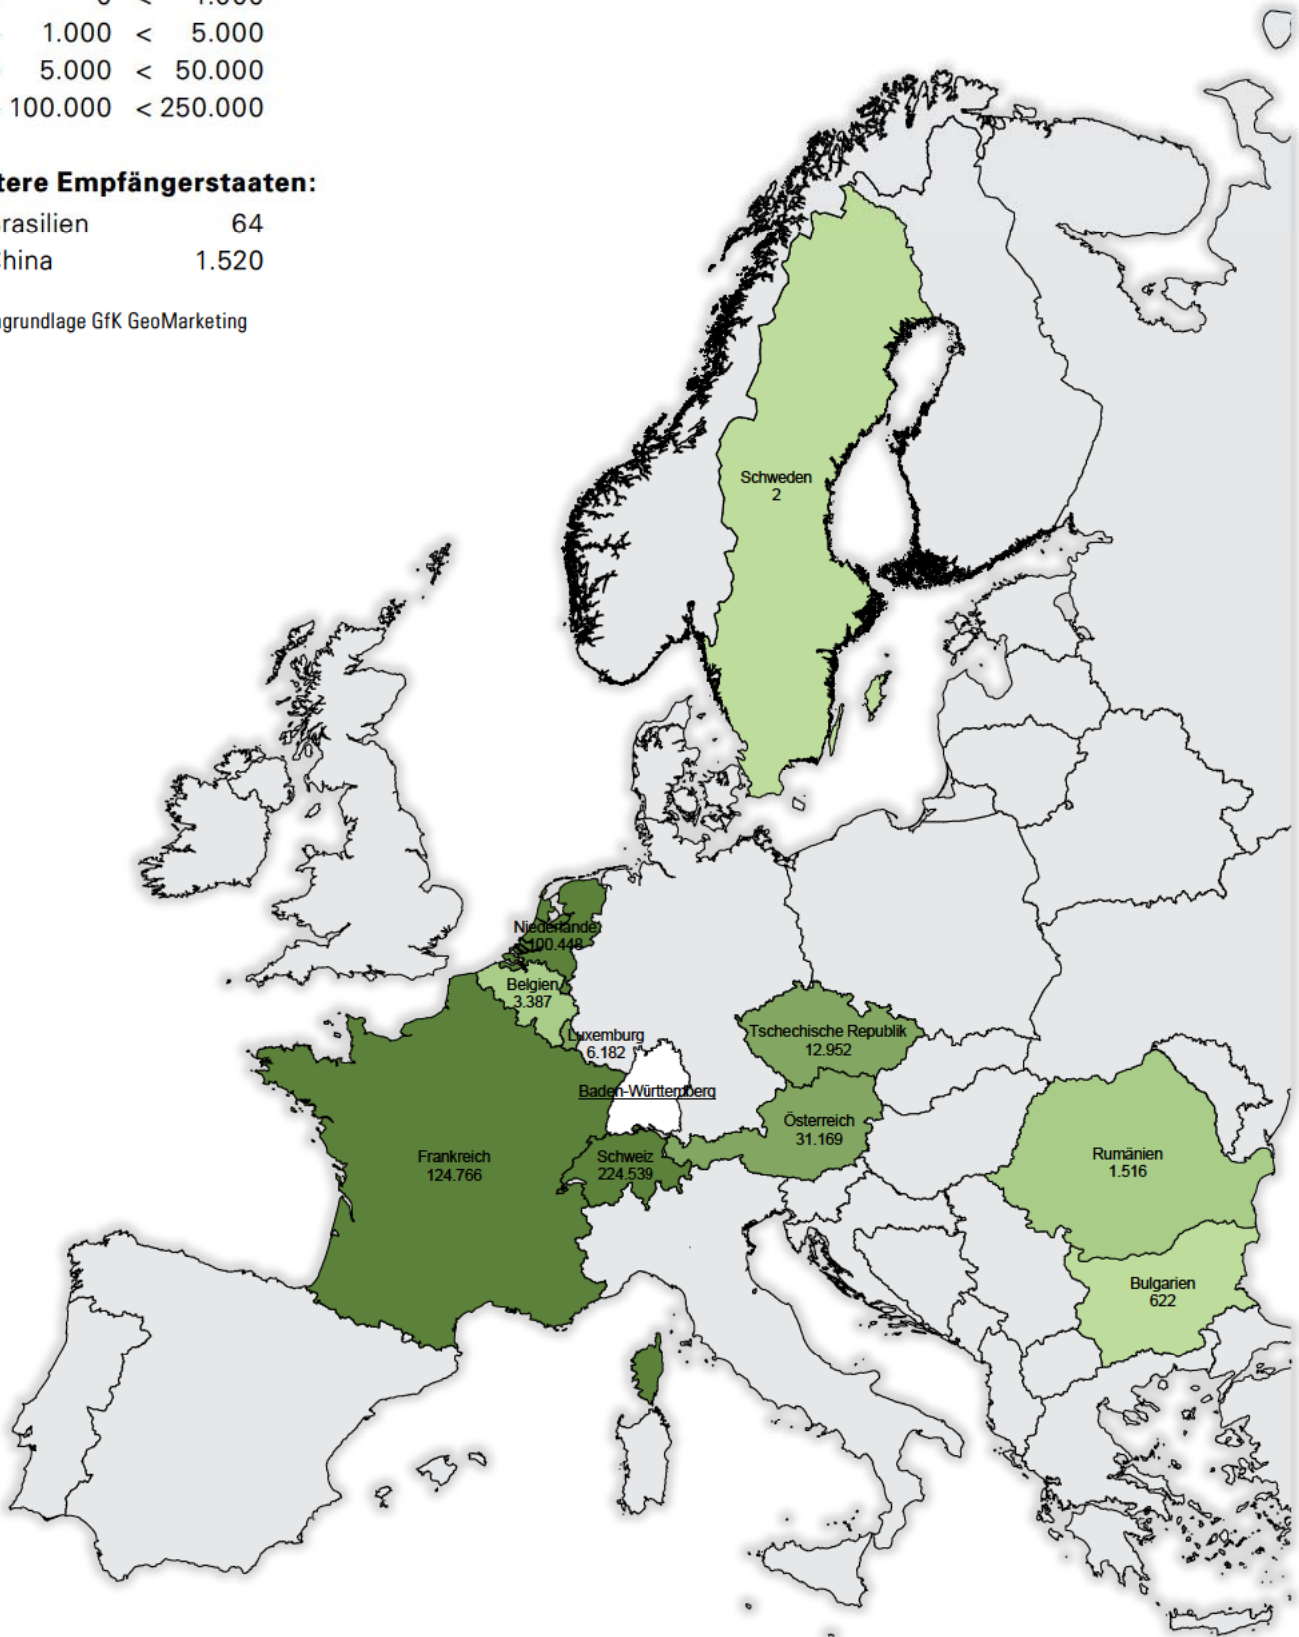 1.000 < 5.000
5.000 < 50.000
100.000 < 250.000
tere Empfängerstaaten:
rasilien 64
hina 1.520
grundlage GfK GeoMarketing
Schweden
2
Niederlande
100.448
Belgien
3.387
Luxemburg
6.182
Tschechische Republik
12.952
Baden-Württemberg
Österreich
31.169
Frankreich
124.766
Schweiz
224.539
Rumänien
1.516
Bulgarien
622